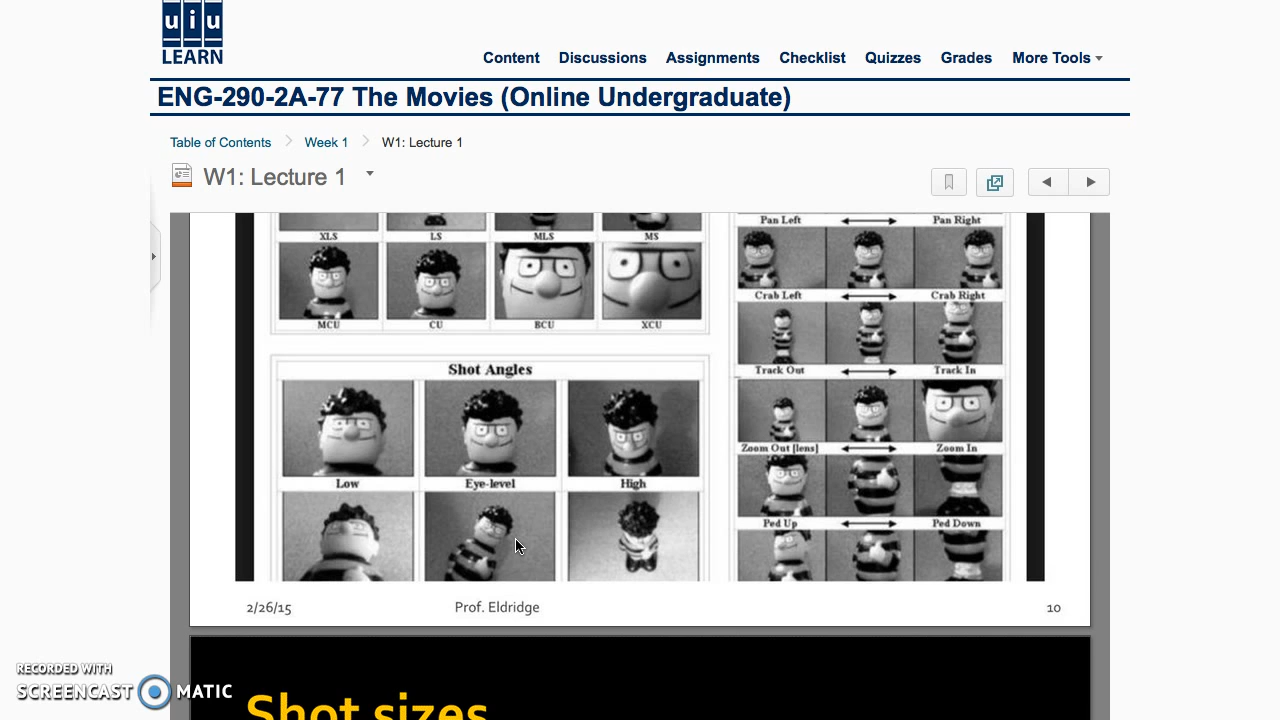 uiu
LEARN
Content Discussions Assignments Checklist Quizzes Grades More Tools
ENG-290-2A-77 The Movies (Online Undergraduate)
Table of Contents Week 1 W1: Lecture 1
W1: Lecture 1
XLS LS MLS MS
MCU CU BCU XCU
Shot Angles
Low Eye-level High
Pan Left Pan Right
Crab Left Crab Right
Track Out Track In
Zoom Out [lens] Zoom In
Ped Up Ped Down
2/26/15 Prof. Eldridge 10
Shot sizes
RECORDED WITH
SCREENCAST MATIC